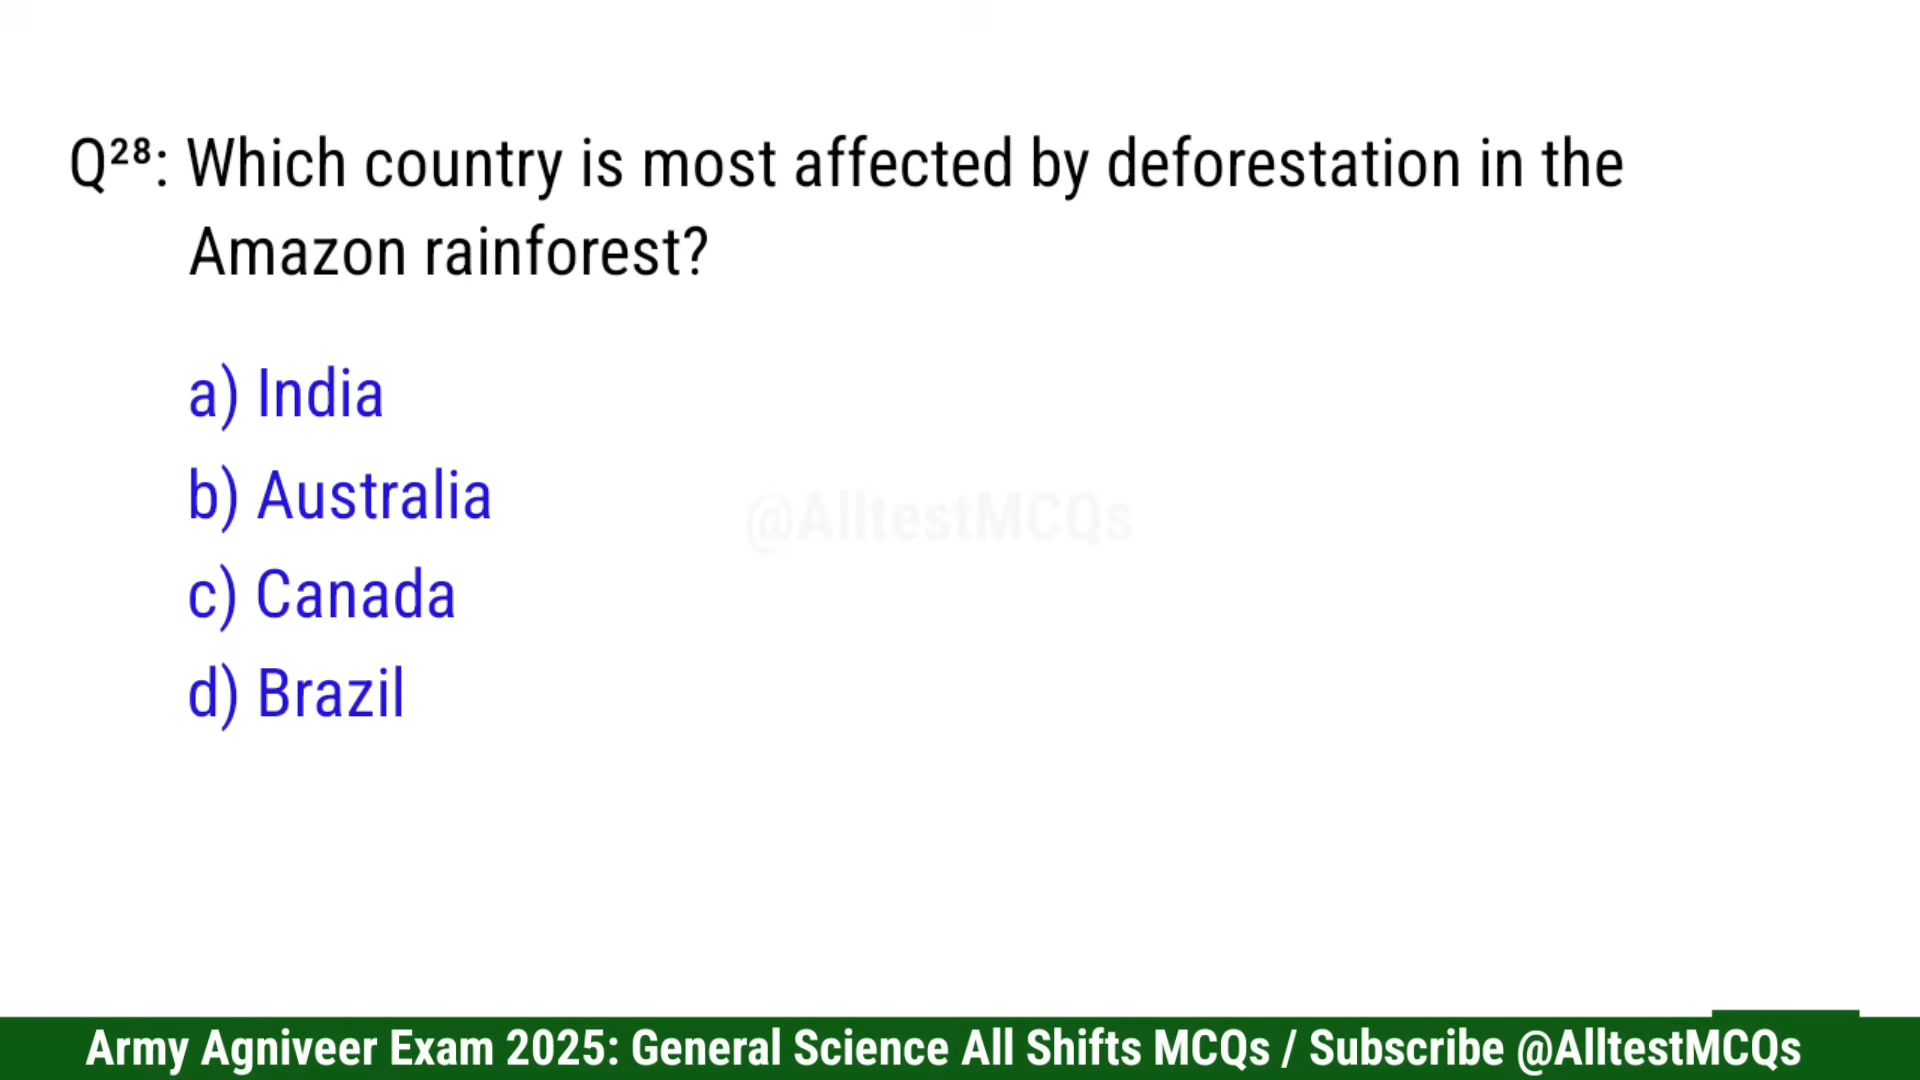 Q²⁸: Which country is most affected by deforestation in the
Amazon rainforest?
a) India
b) Australia
@AlltestMCQs
c) Canada
d) Brazil
Army Agniveer Exam 2025: General Science All Shifts MCQs / Subscribe @AlltestMCQs